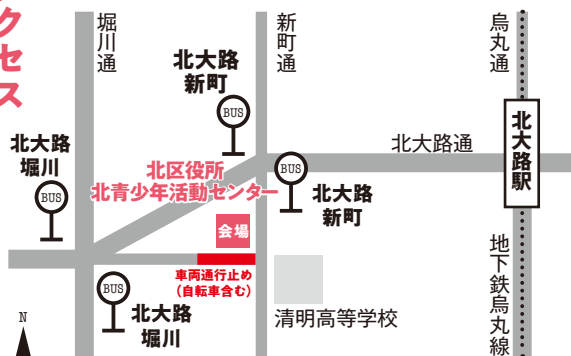 クセス
堀川通
新町通
烏丸通
北大路
新町
BUS
北大路通
北大路駅
北大路
堀川
BUS
北区役所
北青少年活動センター
BUS
北大路
新町
会場
車両通行止め
（自転車含む）
BUS
北大路
堀川
清明高等学校
地下鉄烏丸線
N